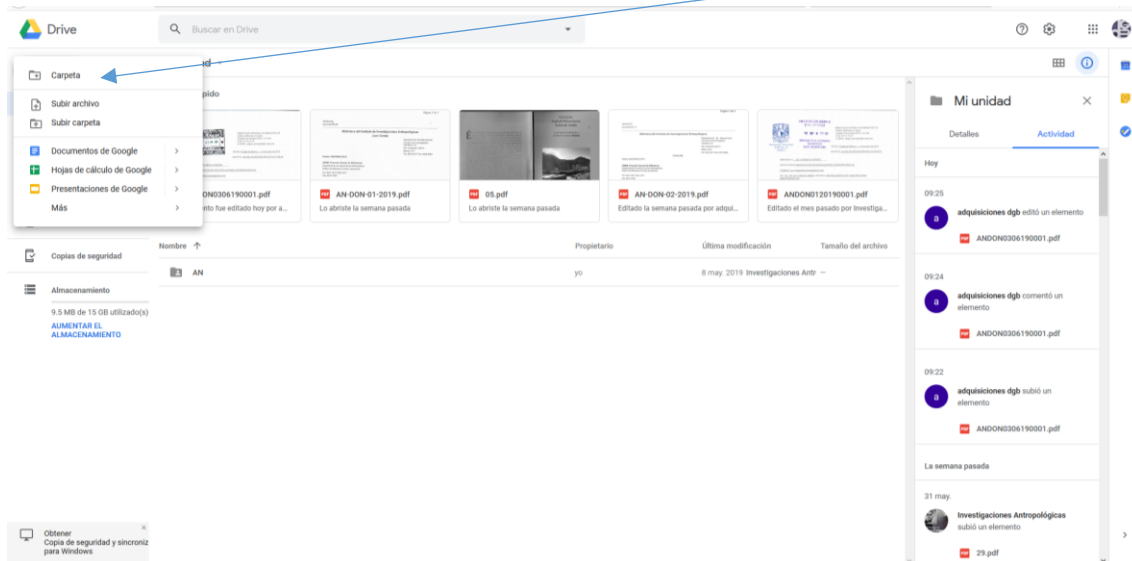 Drive
Buscar en Drive
Carpeta
Subir archivo
Subir carpeta
Documentos de Google
Hojas de cálculo de Google
Presentaciones de Google
Más
Copias de seguridad
Almacenamiento
9.5 MB de 15 GB utilizado(s)
AUMENTAR EL
ALMACENAMIENTO
Obtener
Copia de seguridad y sincroniz
para Windows
ON0306190001.pdf
nto fue editado hoy por a...
AN-DON-01-2019.pdf
Lo abriste la semana pasada
05.pdf
Lo abriste la semana pasada
AN-DON-02-2019.pdf
Editado la semana pasada por adqui...
ANDON0120190001.pdf
Editado el mes pasado por Investiga...
Nombre
Propietario
Última modificación
Tamaño del archivo
AN
yo
8 may. 2019 Investigaciones Antr —
Mi unidad
Detalles
Actividad
Hoy
09:25
a
adquisiciones dgb editó un elemento
PDF ANDON0306190001.pdf
09:24
a
adquisiciones dgb comentó un
elemento
PDF ANDON0306190001.pdf
09:22
a
adquisiciones dgb subió un
elemento
PDF ANDON0306190001.pdf
La semana pasada
31 may.
Investigaciones Antropológicas
subió un elemento
PDF 29.pdf